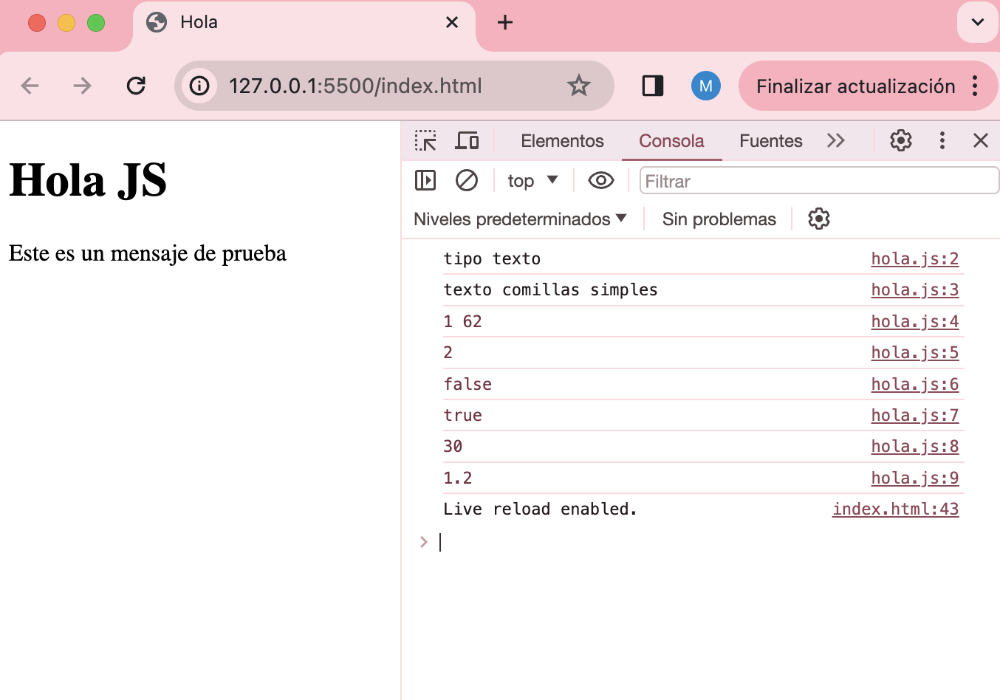 Hola
127.0.0.1:5500/index.html
M
Finalizar actualización
Hola JS
Este es un mensaje de prueba
Elementos Consola Fuentes
top Filtrar
Niveles predeterminados Sin problemas
tipo texto hola.js:2
texto comillas simples hola.js:3
1 62 hola.js:4
2 hola.js:5
false hola.js:6
true hola.js:7
30 hola.js:8
1.2 hola.js:9
Live reload enabled. index.html:43